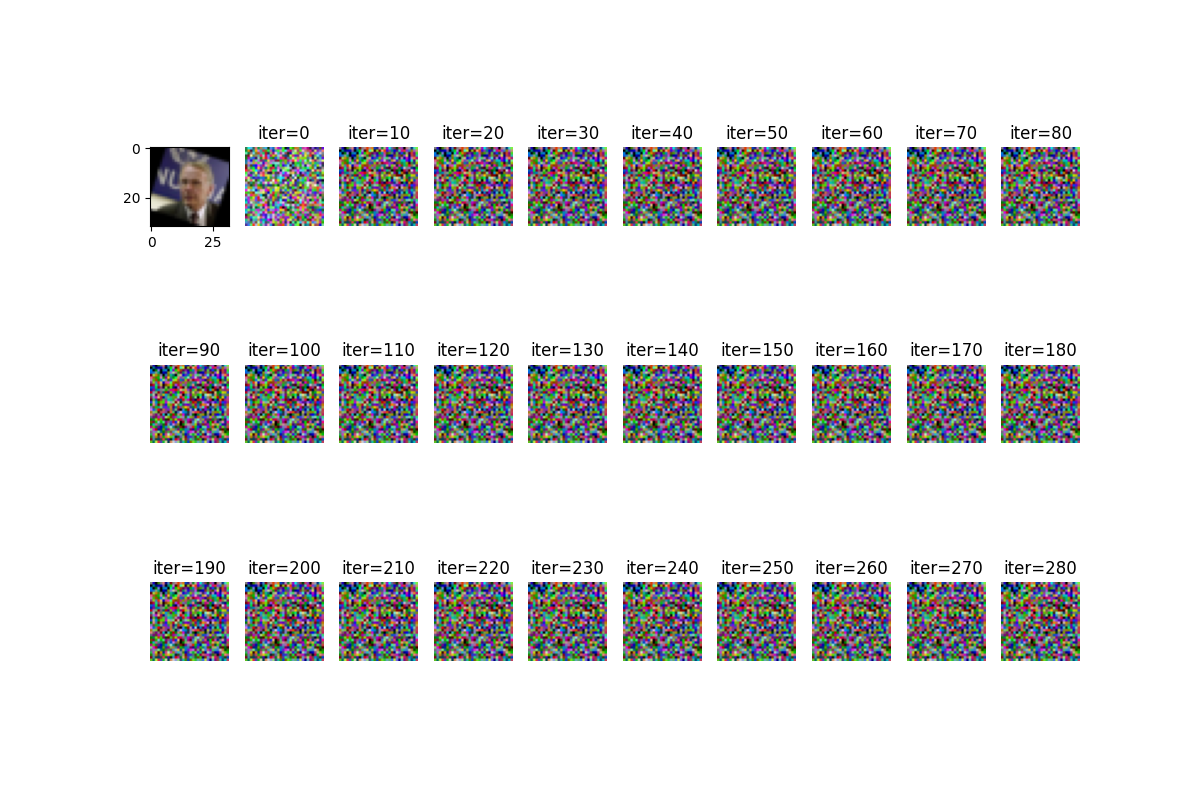 iter=0 iter=10 iter=20 iter=30 iter=40 iter=50 iter=60 iter=70 iter=80
0
20
0 25
iter=90 iter=100 iter=110 iter=120 iter=130 iter=140 iter=150 iter=160 iter=170 iter=180
iter=190 iter=200 iter=210 iter=220 iter=230 iter=240 iter=250 iter=260 iter=270 iter=280